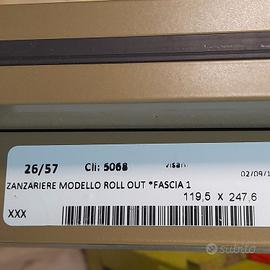 26/57 Cli: 5068
02/09/1
ZANZARIERE MODELLO ROLL OUT *FASCIA 1
119,5 x 247,6
XXX
subito